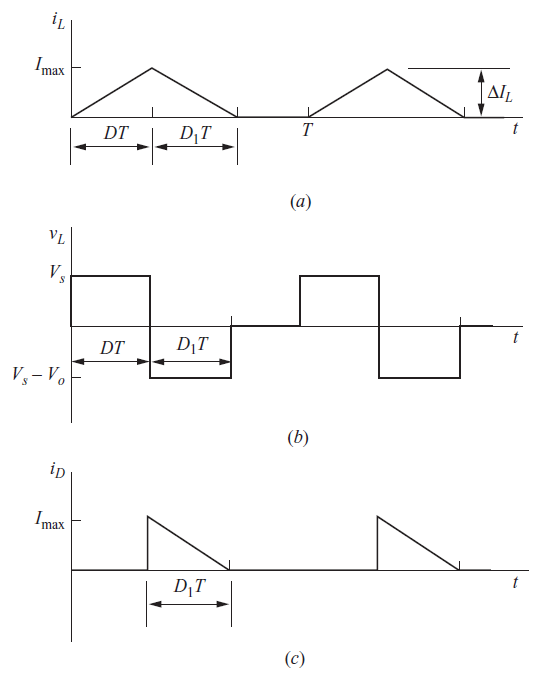 i_L
I_max
ΔI_L
DT D_1T T t
(a)
v_L
V_s
DT D_1T t
V_s – V_o
(b)
i_D
I_max
D_1T t
(c)